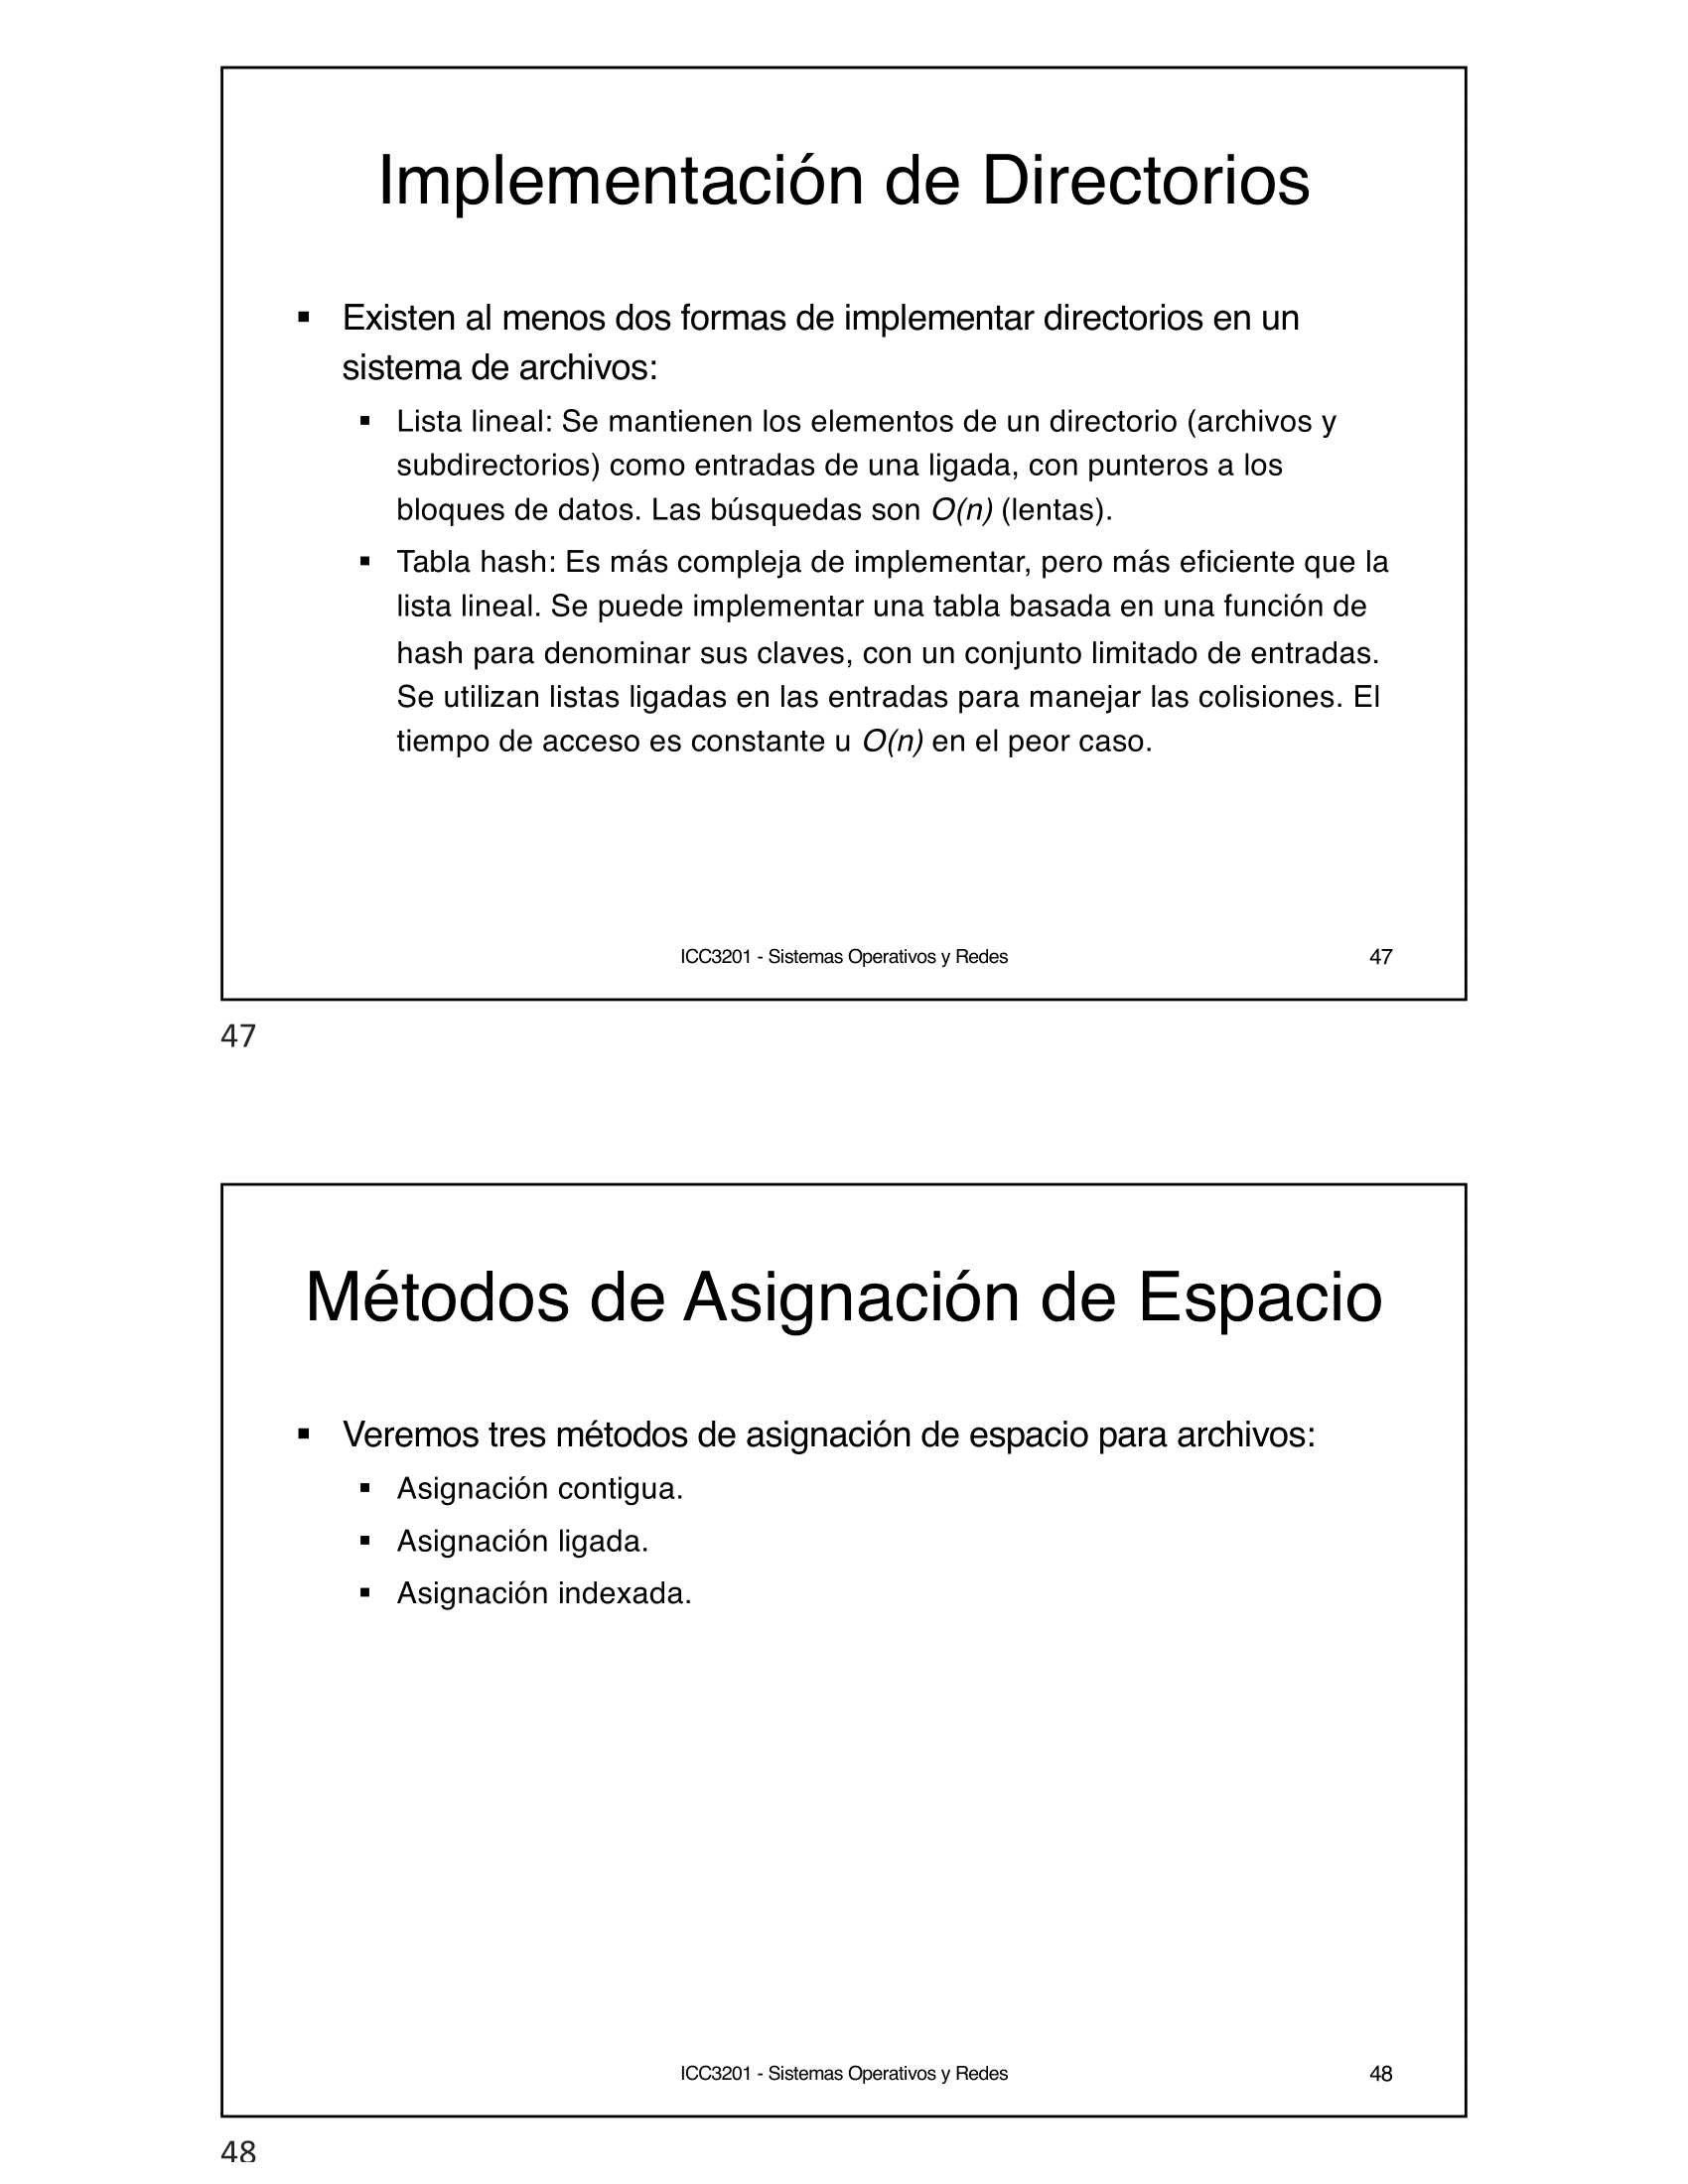 Implementación de Directorios
▪ Existen al menos dos formas de implementar directorios en un
sistema de archivos:
▪ Lista lineal: Se mantienen los elementos de un directorio (archivos y
subdirectorios) como entradas de una ligada, con punteros a los
bloques de datos. Las búsquedas son O(n) (lentas).
▪ Tabla hash: Es más compleja de implementar, pero más eficiente que la
lista lineal. Se puede implementar una tabla basada en una función de
hash para denominar sus claves, con un conjunto limitado de entradas.
Se utilizan listas ligadas en las entradas para manejar las colisiones. El
tiempo de acceso es constante u O(n) en el peor caso.
ICC3201 - Sistemas Operativos y Redes 47
47
Métodos de Asignación de Espacio
▪ Veremos tres métodos de asignación de espacio para archivos:
▪ Asignación contigua.
▪ Asignación ligada.
▪ Asignación indexada.
ICC3201 - Sistemas Operativos y Redes 48
48